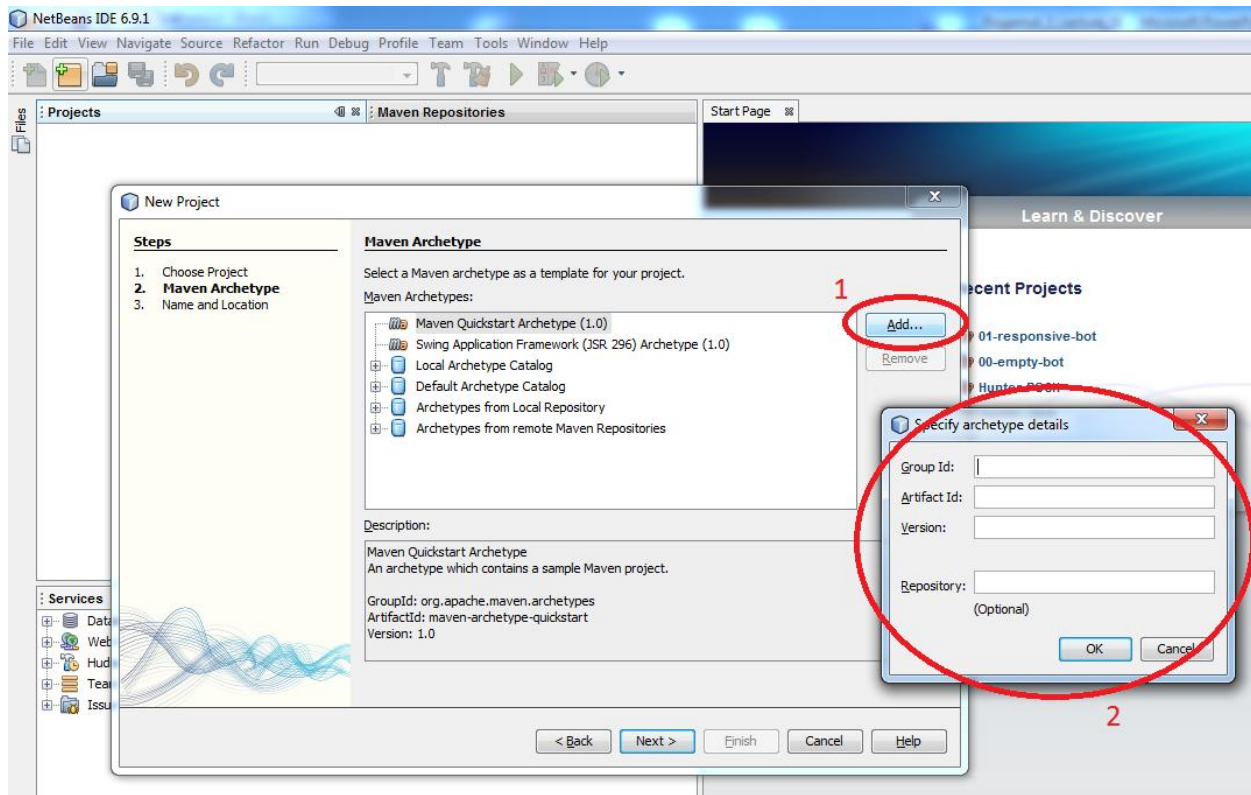 NetBeans IDE 6.9.1
File Edit View Navigate Source Refactor Run Debug Profile Team Tools Window Help
Files
Projects
Maven Repositories
Start Page
Learn & Discover
ecent Projects
01-responsive-bot
00-empty-bot
Hunter
New Project
Steps
1. Choose Project
2. Maven Archetype
3. Name and Location
Maven Archetype
Select a Maven archetype as a template for your project.
Maven Archetypes:
Maven Quickstart Archetype (1.0)
Swing Application Framework (JSR 296) Archetype (1.0)
Local Archetype Catalog
Default Archetype Catalog
Archetypes from Local Repository
Archetypes from remote Maven Repositories
1
Add...
Remove
Description:
Maven Quickstart Archetype
An archetype which contains a sample Maven project.
GroupId: org.apache.maven.archetypes
ArtifactId: maven-archetype-quickstart
Version: 1.0
< Back Next > Finish Cancel Help
Specify archetype details
Group Id:
Artifact Id:
Version:
Repository:
(Optional)
OK Cancel
2
Services
Data
Web
Hud
Tea
Issu